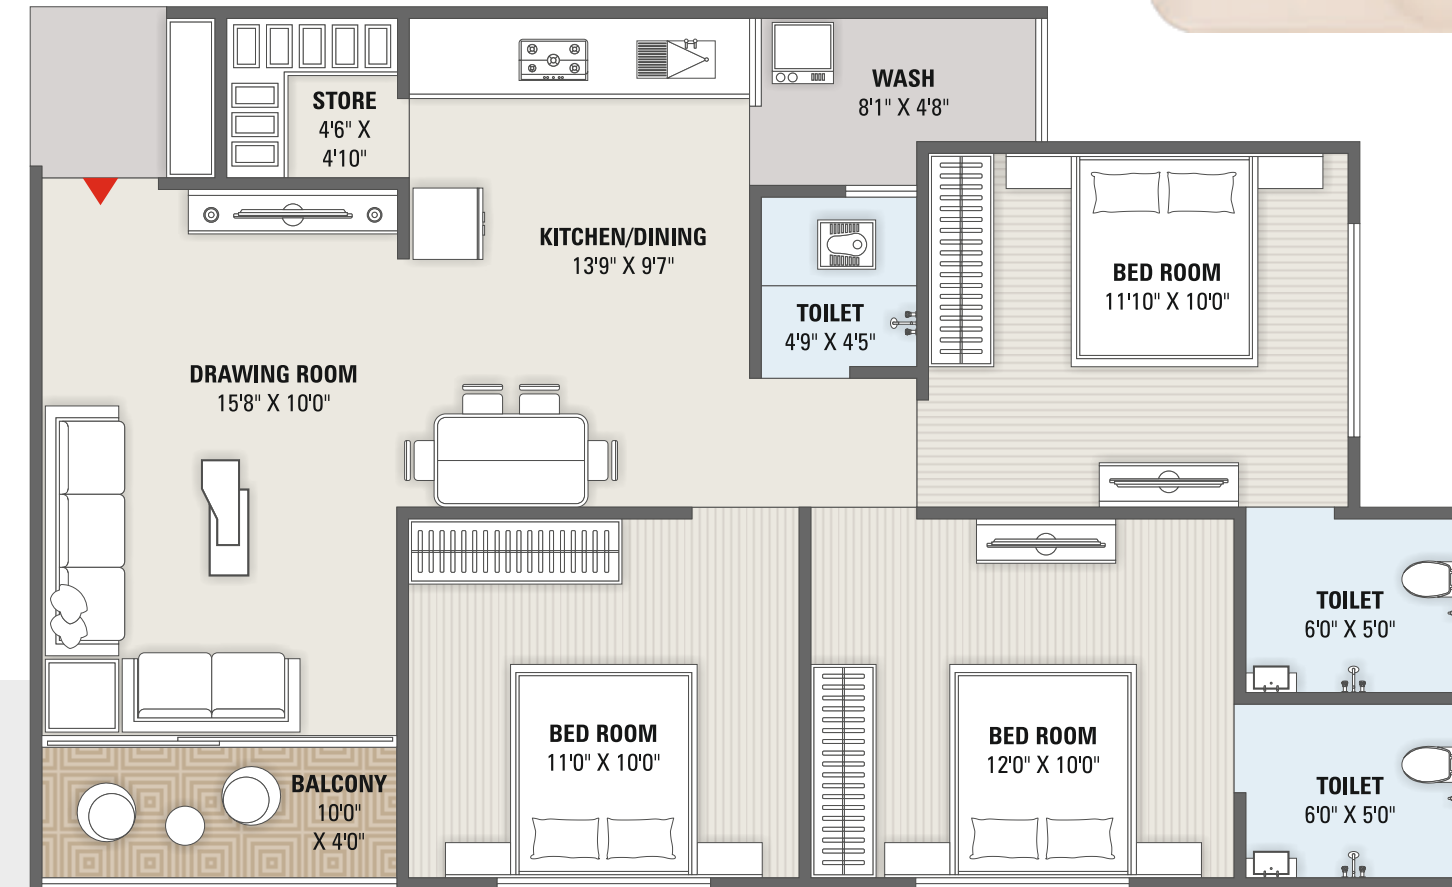 WASH
8'1" X 4'8"
STORE
4'6" X
4'10"
KITCHEN/DINING
13'9" X 9'7"
BED ROOM
11'10" X 10'0"
TOILET
4'9" X 4'5"
DRAWING ROOM
15'8" X 10'0"
TOILET
6'0" X 5'0"
BED ROOM
11'0" X 10'0"
BED ROOM
12'0" X 10'0"
BALCONY
10'0"
X 4'0"
TOILET
6'0" X 5'0"